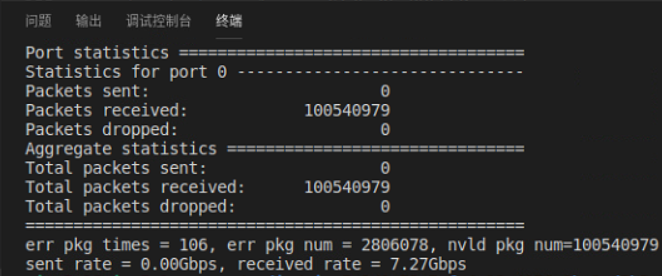 问题 输出 调试控制台 终端
Port statistics ====================================
Statistics for port 0 ------------------------------
Packets sent: 0
Packets received: 100540979
Packets dropped: 0
Aggregate statistics ===============================
Total packets sent: 0
Total packets received: 100540979
Total packets dropped: 0
====================================================
err pkg times = 106, err pkg num = 2806078, nvld pkg num=100540979
sent rate = 0.00Gbps, received rate = 7.27Gbps